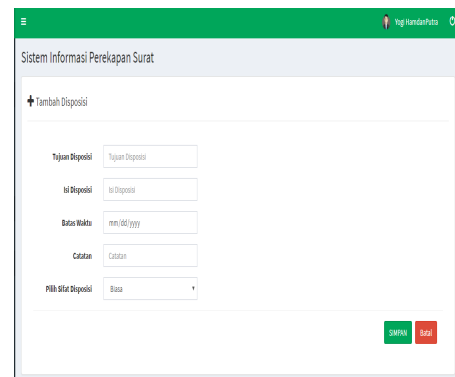 Yogi HamdanPutra
Sistem Informasi Perekapan Surat
Tambah Disposisi
Tujuan Disposisi Tujuan Disposisi
Isi Disposisi Isi Disposisi
Batas Waktu mm/dd/yyyy
Catatan Catatan
Pilih Sifat Disposisi Biasa
SIMPAN Batal